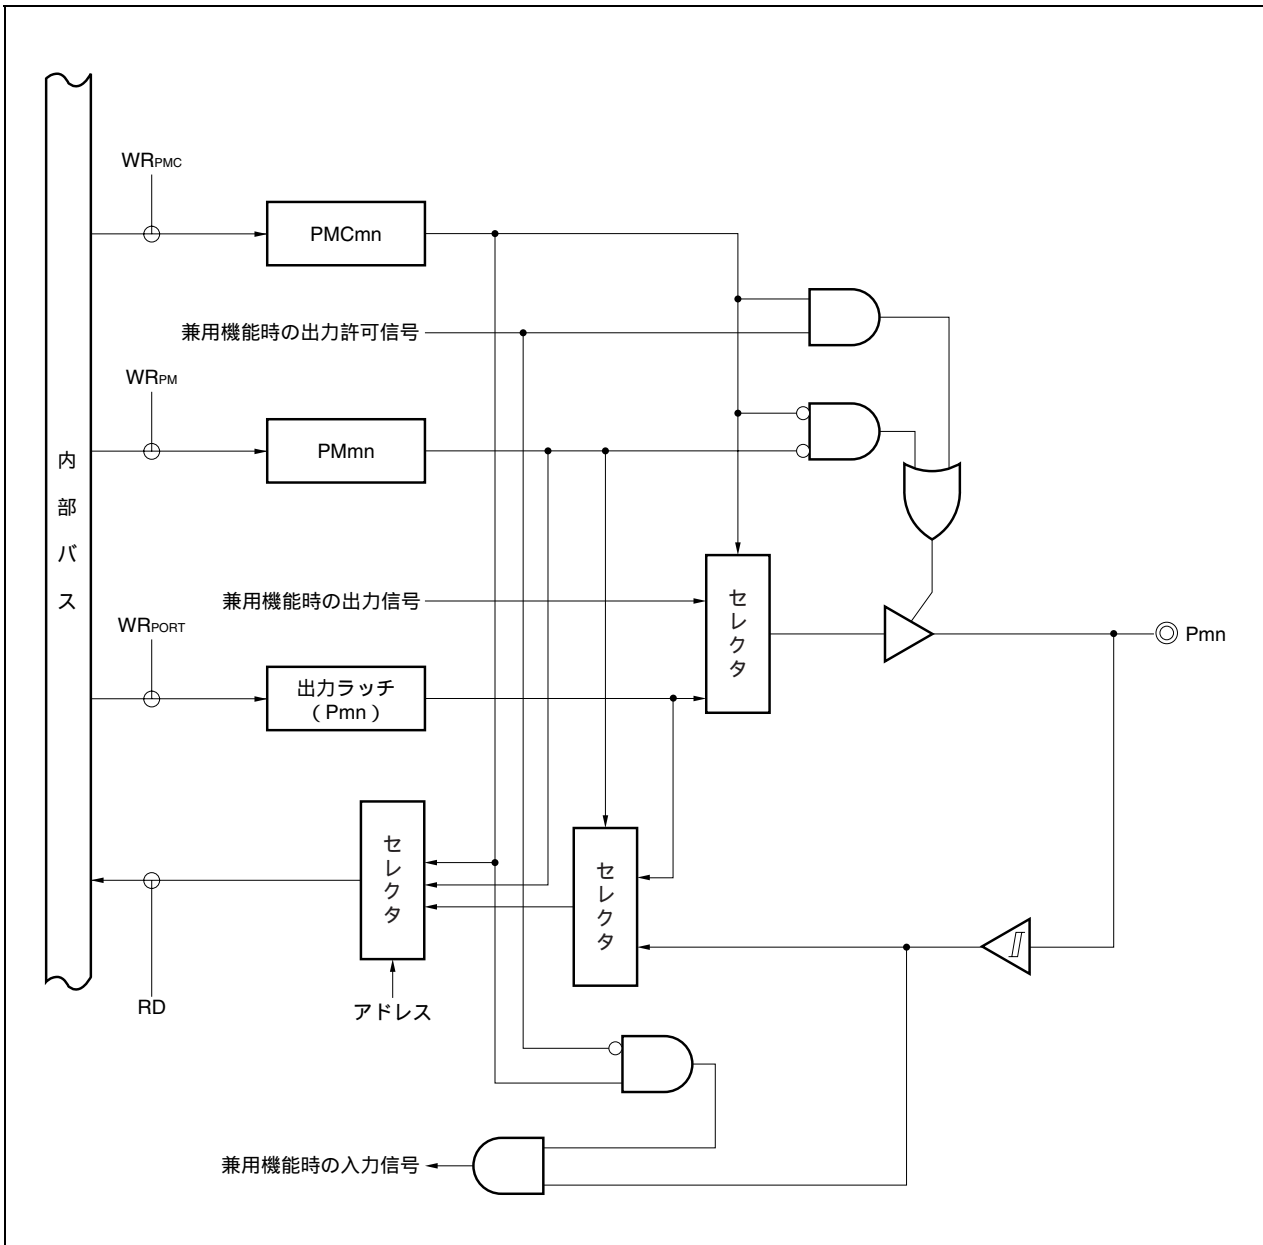 WRPMC
PMCmn
兼用機能時の出力許可信号
WRPM
PMmn
内部バス
兼用機能時の出力信号
セレクタ
WRPORT
出力ラッチ
（Pmn）
Pmn
セレクタ
セレクタ
RD
アドレス
兼用機能時の入力信号